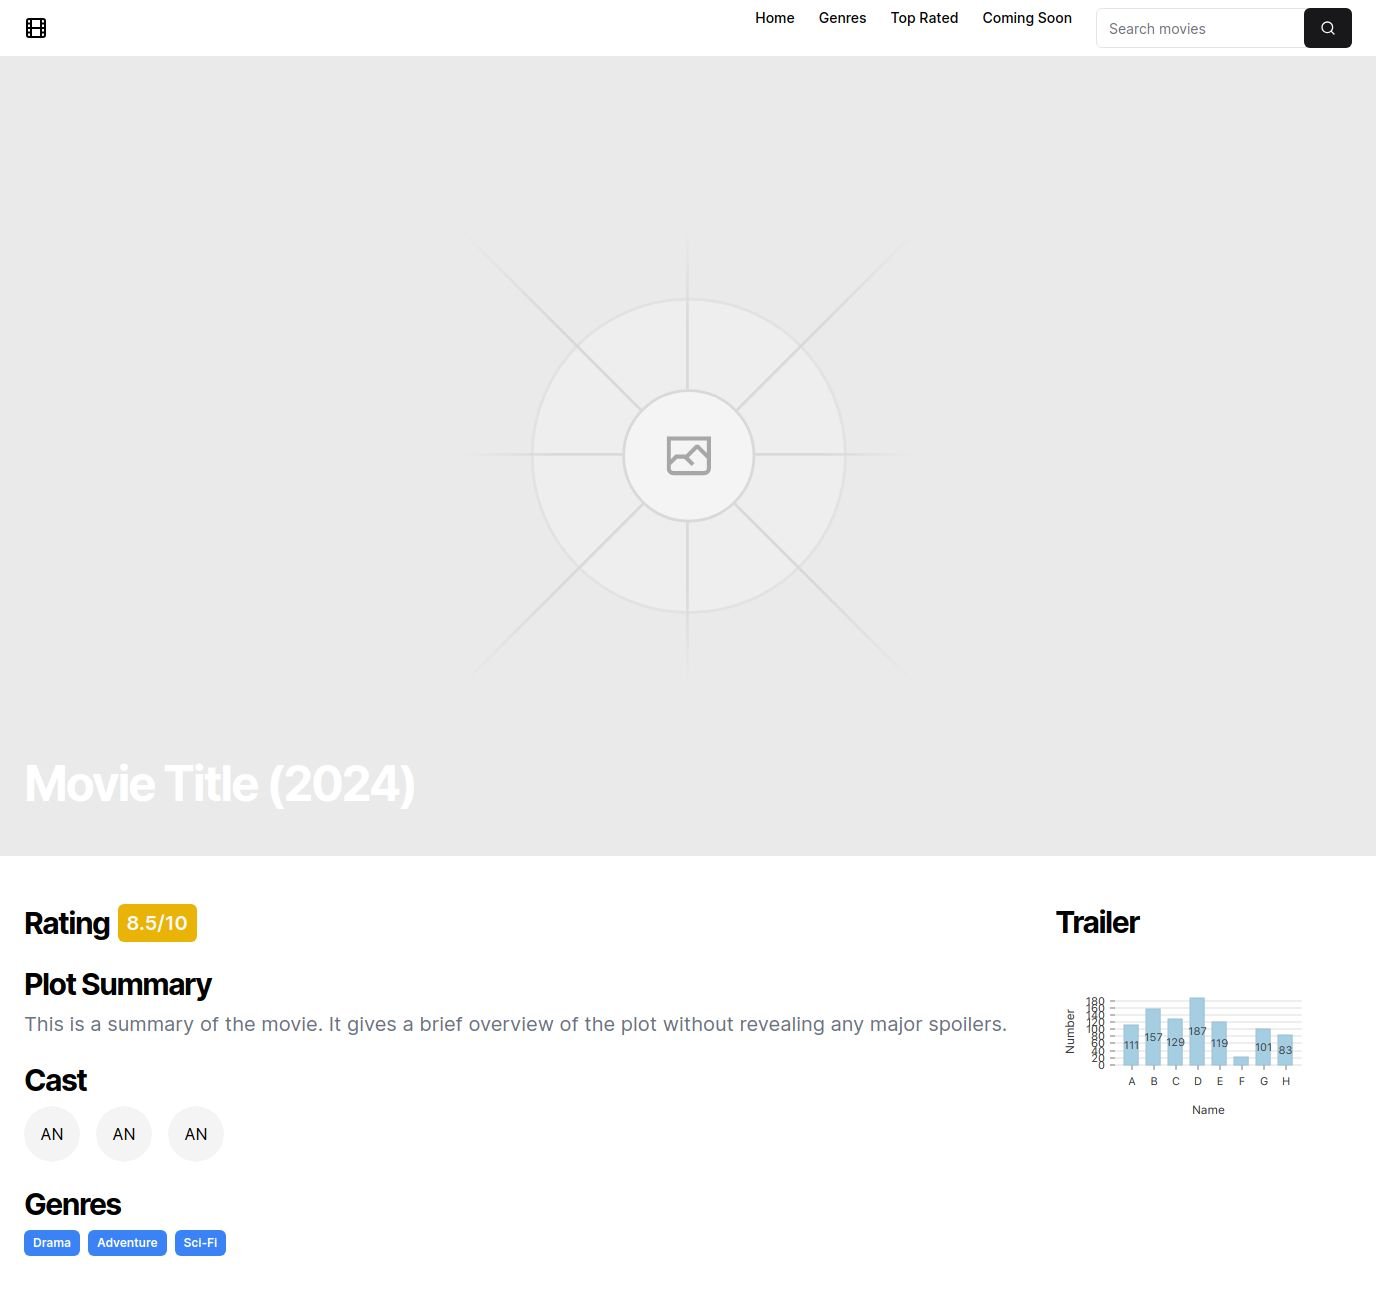 Home Genres Top Rated Coming Soon Search movies
Movie Title (2024)
Rating 8.5/10
Plot Summary
This is a summary of the movie. It gives a brief overview of the plot without revealing any major spoilers.
Cast
AN AN AN
Genres
Drama Adventure Sci-Fi
Trailer
Number
180
160
140
120
100
80
60
40
20
0
111 157 129 187 119 101 83
A B C D E F G H
Name